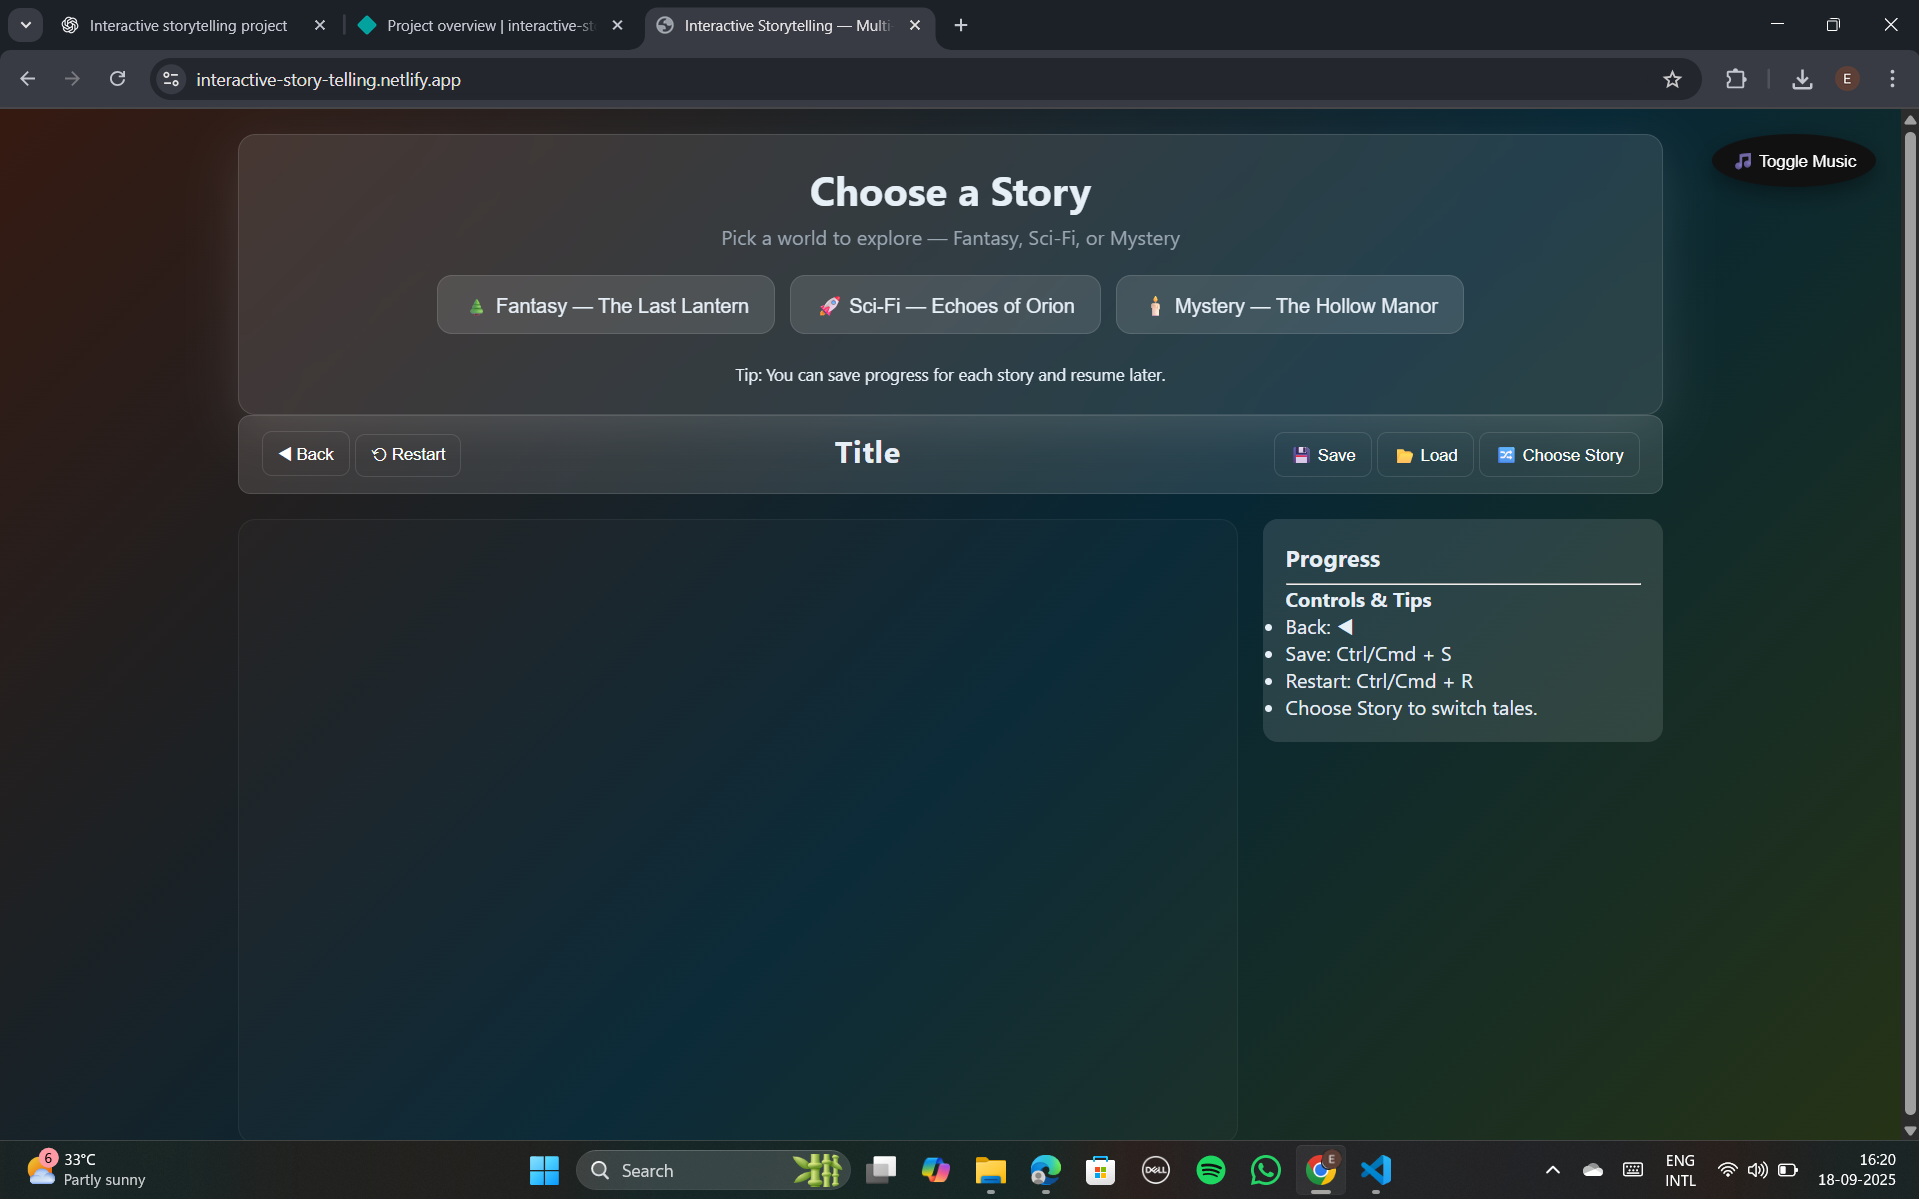 Interactive storytelling project
Project overview | interactive-st
Interactive Storytelling — Multi-
interactive-story-telling.netlify.app
E
Toggle Music
Choose a Story
Pick a world to explore — Fantasy, Sci-Fi, or Mystery
Fantasy — The Last Lantern
Sci-Fi — Echoes of Orion
Mystery — The Hollow Manor
Tip: You can save progress for each story and resume later.
◀ Back
Restart
Title
Save
Load
Choose Story
Progress
Controls & Tips
Back: ◀
Save: Ctrl/Cmd + S
Restart: Ctrl/Cmd + R
Choose Story to switch tales.
6
33°C
Partly sunny
Search
DELL
E
ENG
INTL
16:20
18-09-2025